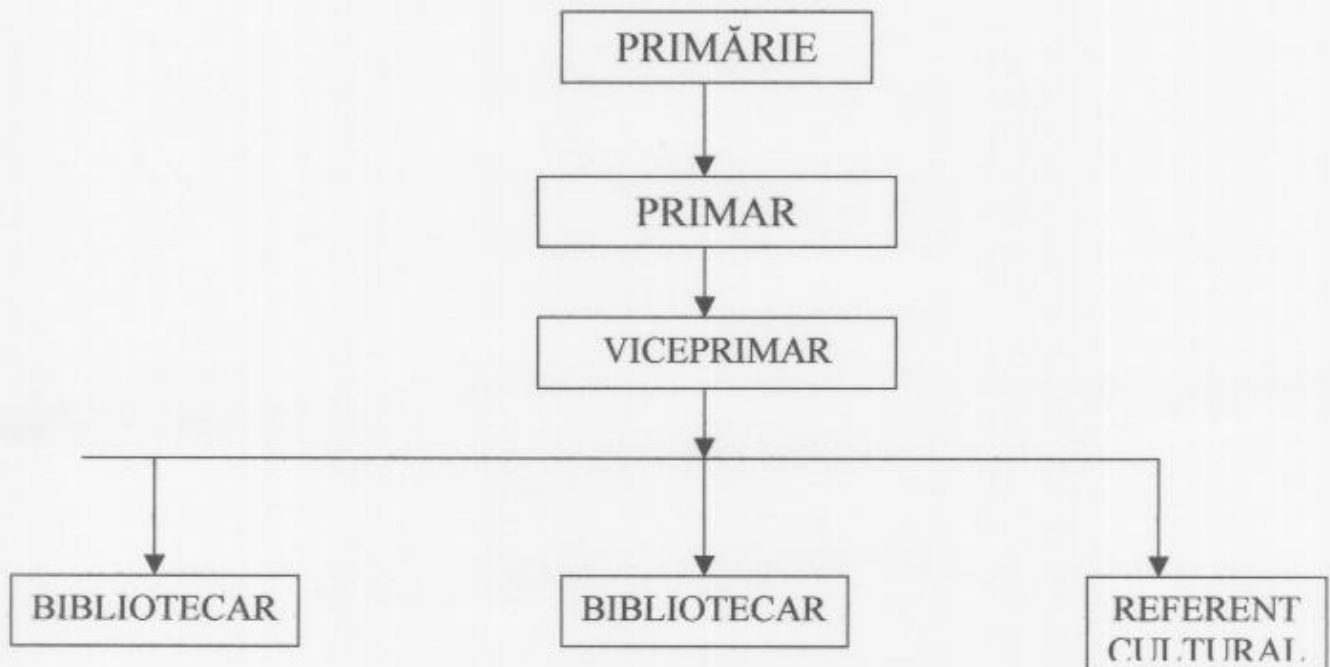 PRIMĂRIE
PRIMAR
VICEPRIMAR
BIBLIOTECAR
BIBLIOTECAR
REFERENT
CULTURAL